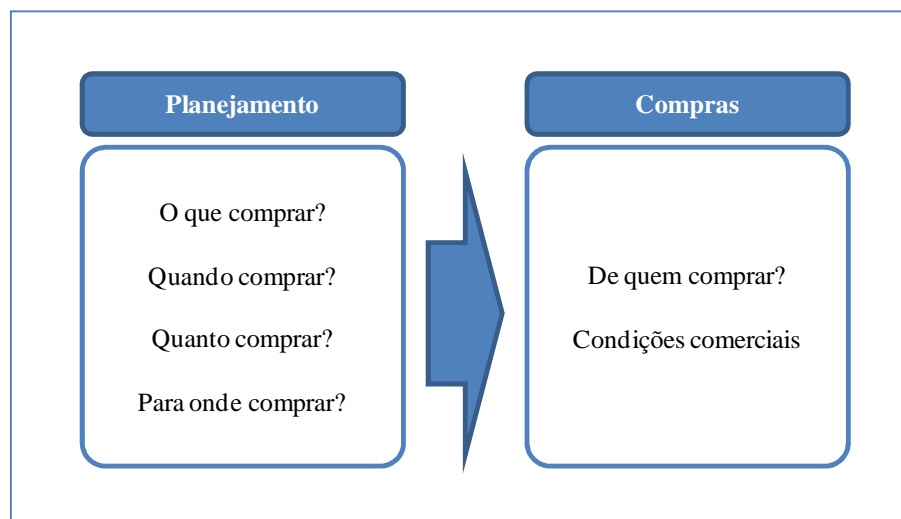 Planejamento
O que comprar?
Quando comprar?
Quanto comprar?
Para onde comprar?
Compras
De quem comprar?
Condições comerciais